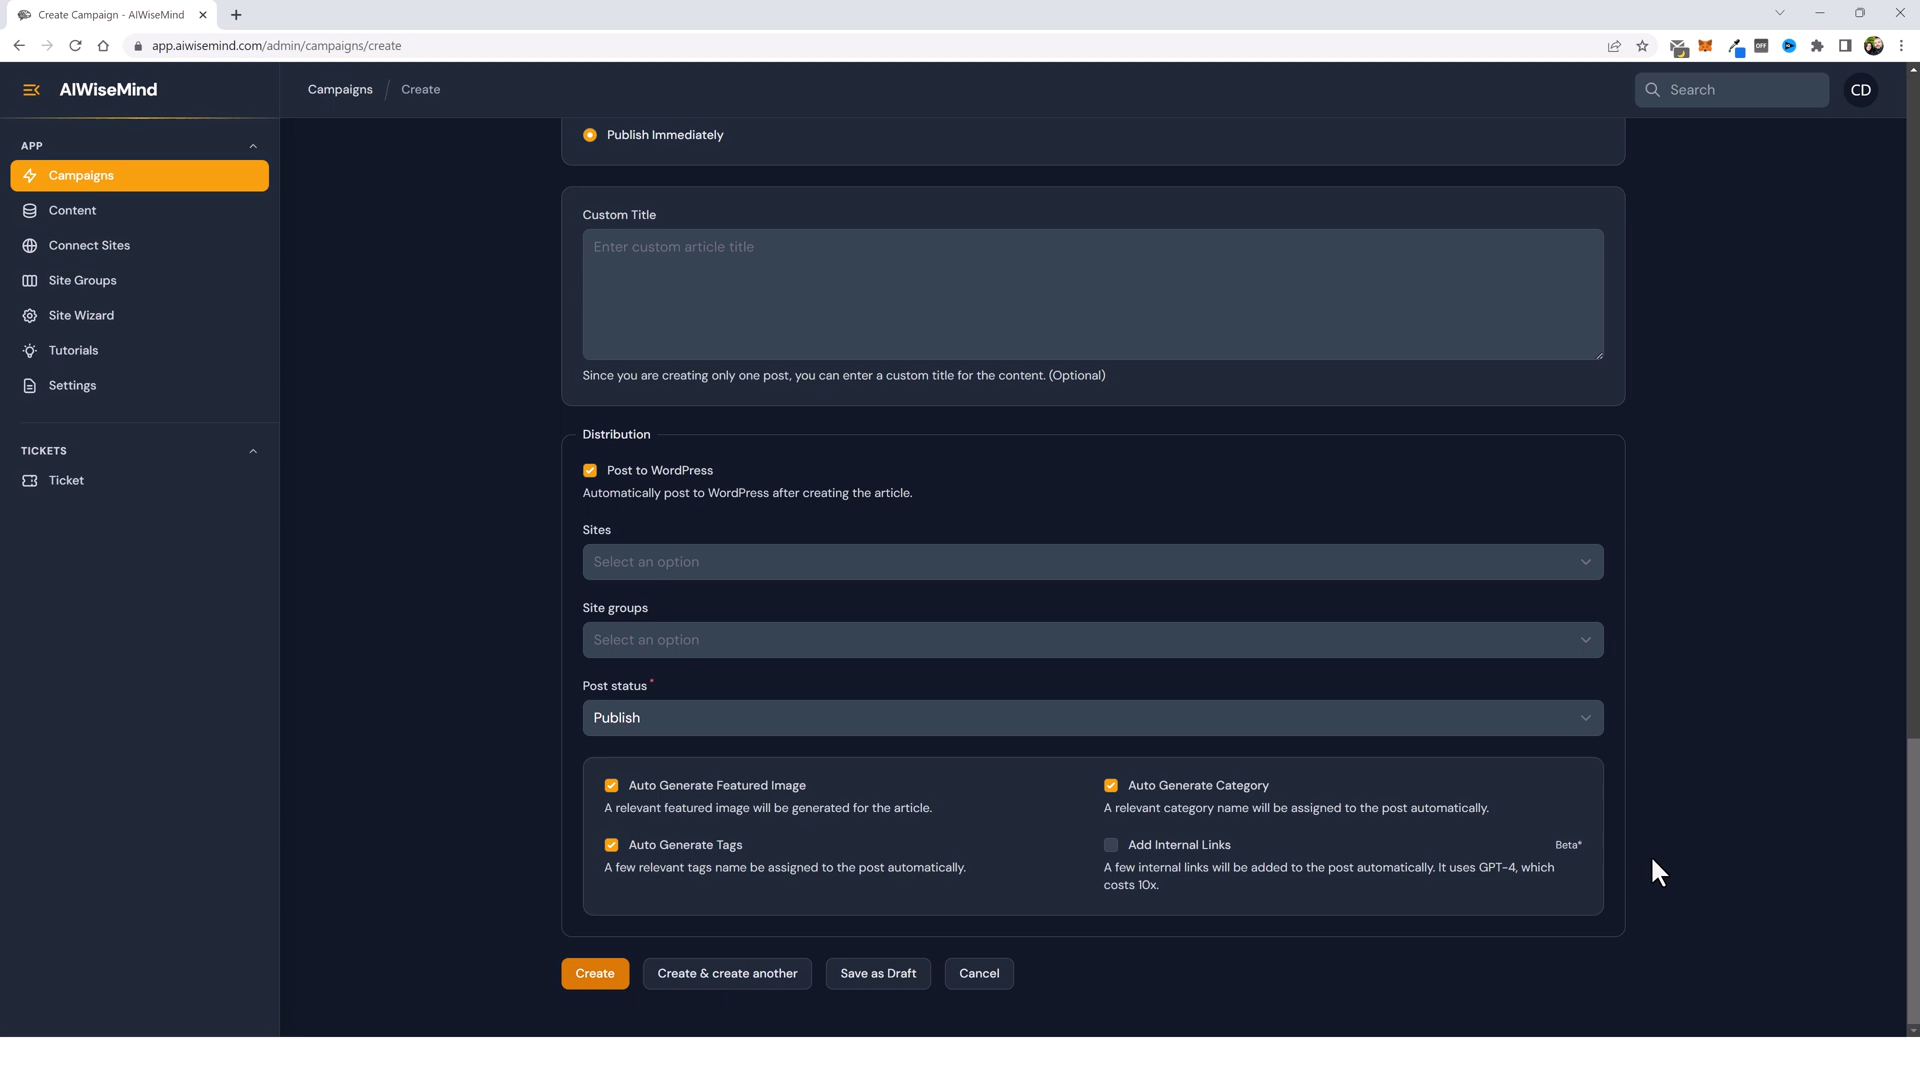 Create Campaign - AIWiseMind
app.aiwisemind.com/admin/campaigns/create
OFF
AIWiseMind
Campaigns / Create
Search
CD
APP
Campaigns
Content
Connect Sites
Site Groups
Site Wizard
Tutorials
Settings
TICKETS
Ticket
Publish Immediately
Custom Title
Enter custom article title
Since you are creating only one post, you can enter a custom title for the content. (Optional)
Distribution
Post to WordPress
Automatically post to WordPress after creating the article.
Sites
Select an option
Site groups
Select an option
Post status*
Publish
Auto Generate Featured Image
A relevant featured image will be generated for the article.
Auto Generate Category
A relevant category name will be assigned to the post automatically.
Auto Generate Tags
A few relevant tags name be assigned to the post automatically.
Add Internal Links
Beta*
A few internal links will be added to the post automatically. It uses GPT-4, which
costs 10x.
Create
Create & create another
Save as Draft
Cancel